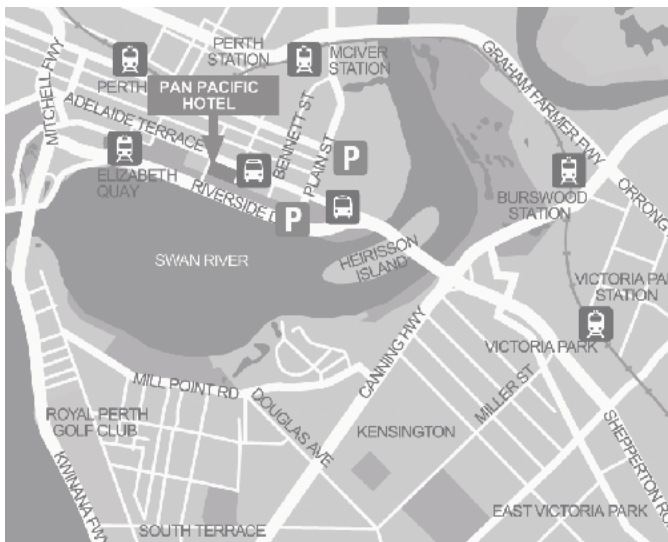 PERTH
STATION
MCIVER
STATION
GRAHAM FARMER FWY
MITCHELL FWY
PERTH
PAN PACIFIC
HOTEL
ADELAIDE TERRACE
BENNETT ST
PLAIN ST
P
ELIZABETH
QUAY
RIVERSIDE D
P
BURSWOOD
STATION
ORRONG
SWAN RIVER
HEIRISSON
ISLAND
VICTORIA PA
STATION
CANNING HWY
VICTORIA PARK
MILL POINT RD
DOUGLAS AVE
MILLER ST
SHEPPERTON RO
ROYAL PERTH
GOLF CLUB
KENSINGTON
KWINANA FW
SOUTH TERRACE
EAST VICTORIA PARK